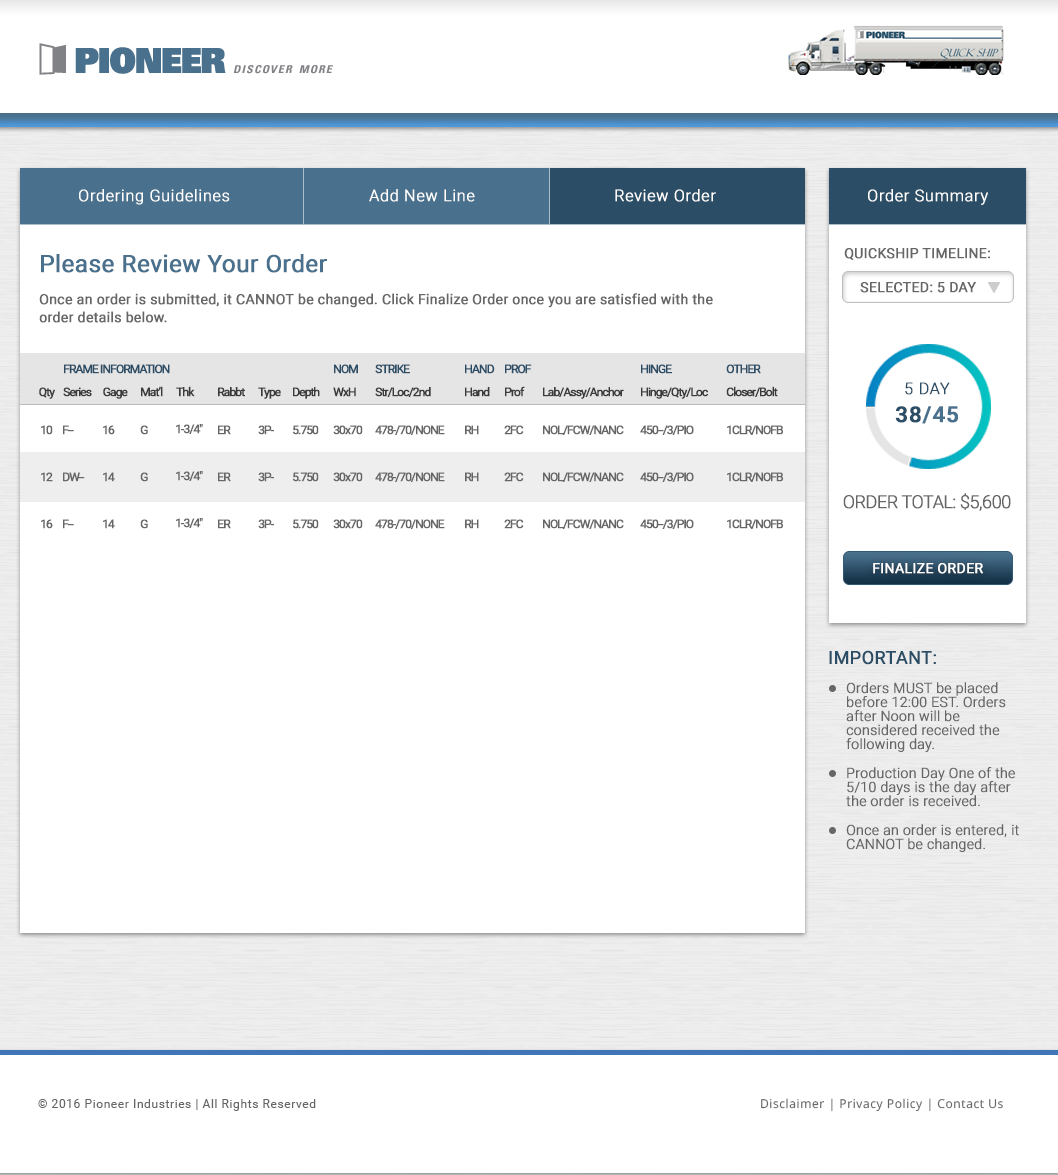 PIONEER DISCOVER MORE
PIONEER
QUICK SHIP
Ordering Guidelines
Add New Line
Review Order
Please Review Your Order
Once an order is submitted, it CANNOT be changed. Click Finalize Order once you are satisfied with the
order details below.
FRAME INFORMATION NOM STRIKE HAND PROF HINGE OTHER
Qty Series Gage Mat'l Thk Rabbt Type Depth WxH Str/Loc/2nd Hand Prof Lab/Assy/Anchor Hinge/Qty/Loc Closer/Bolt
10 F-- 16 G 1-3/4" ER 3P- 5.750 30x70 478-/70/NONE RH 2FC NOL/FCW/NANC 450--/3/PIO 1CLR/NOFB
12 DW-- 14 G 1-3/4" ER 3P- 5.750 30x70 478-/70/NONE RH 2FC NOL/FCW/NANC 450--/3/PIO 1CLR/NOFB
16 F-- 14 G 1-3/4" ER 3P- 5.750 30x70 478-/70/NONE RH 2FC NOL/FCW/NANC 450--/3/PIO 1CLR/NOFB
Order Summary
QUICKSHIP TIMELINE:
SELECTED: 5 DAY
5 DAY
38/45
ORDER TOTAL: $5,600
FINALIZE ORDER
IMPORTANT:
Orders MUST be placed
before 12:00 EST. Orders
after Noon will be
considered received the
following day.
Production Day One of the
5/10 days is the day after
the order is received.
Once an order is entered, it
CANNOT be changed.
© 2016 Pioneer Industries | All Rights Reserved
Disclaimer | Privacy Policy | Contact Us